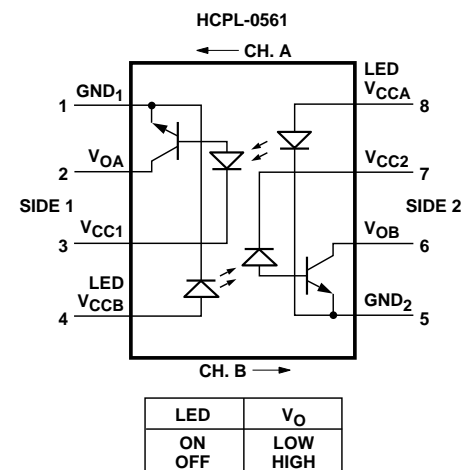 HCPL-0561
CH. A
LED
GND1 VCCA
1 8
VOA VCC2
2 7
SIDE 1 SIDE 2
VCC1 VOB
3 6
LED
VCCB GND2
4 5
CH. B
LED VO
ON LOW
OFF HIGH